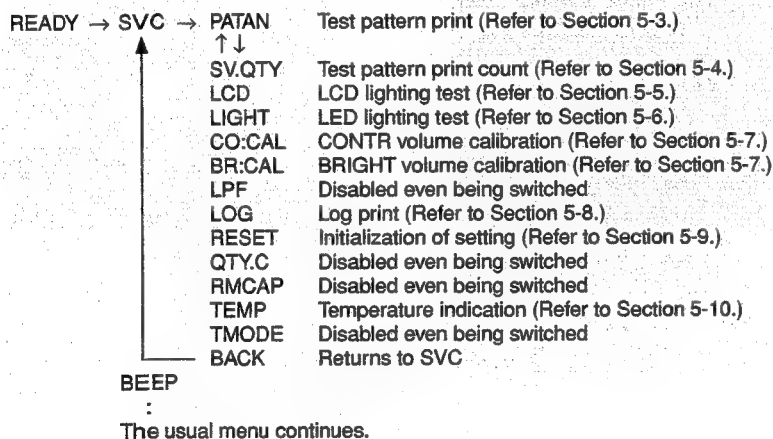 READY → SVC → PATAN Test pattern print (Refer to Section 5-3.)
↑↓
SV.QTY Test pattern print count (Refer to Section 5-4.)
LCD LCD lighting test (Refer to Section 5-5.)
LIGHT LED lighting test (Refer to Section 5-6.)
CO:CAL CONTR volume calibration (Refer to Section 5-7.)
BR:CAL BRIGHT volume calibration (Refer to Section 5-7.)
LPF Disabled even being switched
LOG Log print (Refer to Section 5-8.)
RESET Initialization of setting (Refer to Section 5-9.)
QTY.C Disabled even being switched
RMCAP Disabled even being switched
TEMP Temperature indication (Refer to Section 5-10.)
TMODE Disabled even being switched
BACK Returns to SVC
BEEP
:
The usual menu continues.